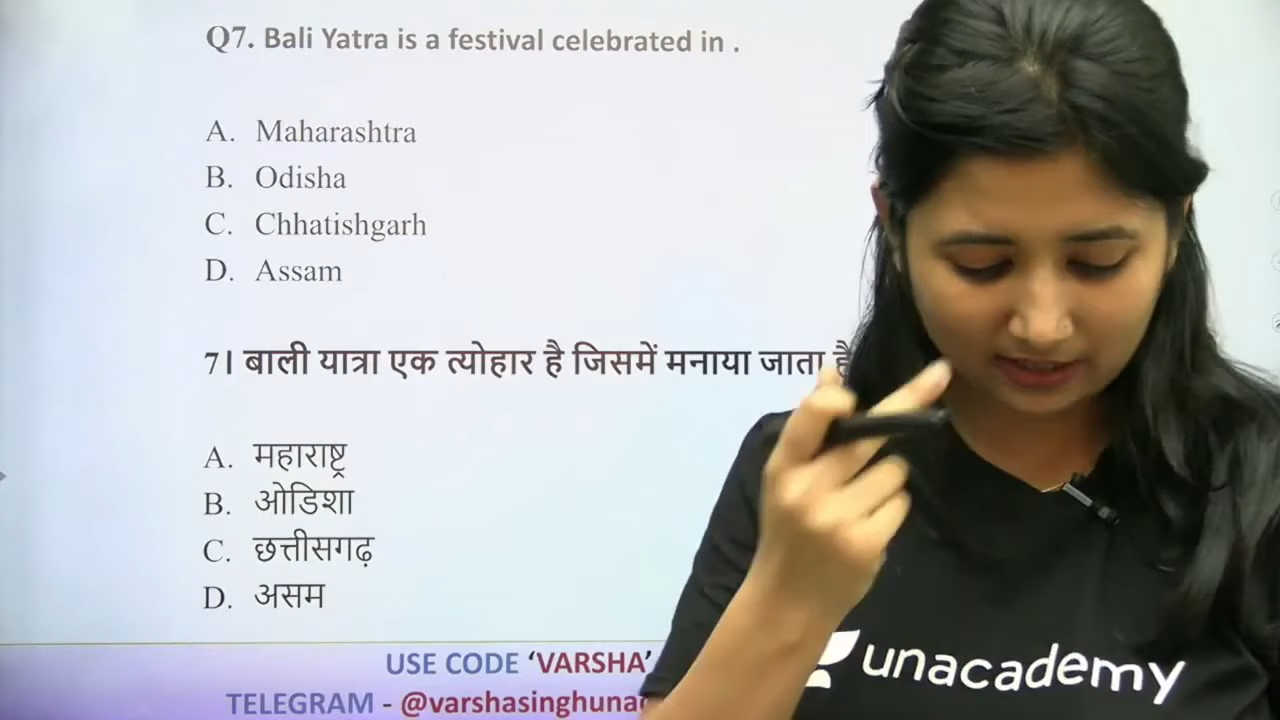 Q7. Bali Yatra is a festival celebrated in .
A. Maharashtra
B. Odisha
C. Chhatishgarh
D. Assam
7। बाली यात्रा एक त्योहार है जिसमें मनाया जाता है
A. महाराष्ट्र
B. ओडिशा
C. छत्तीसगढ़
D. असम
USE CODE ‘VARSHA’
TELEGRAM - @varshasinghuna
unacademy